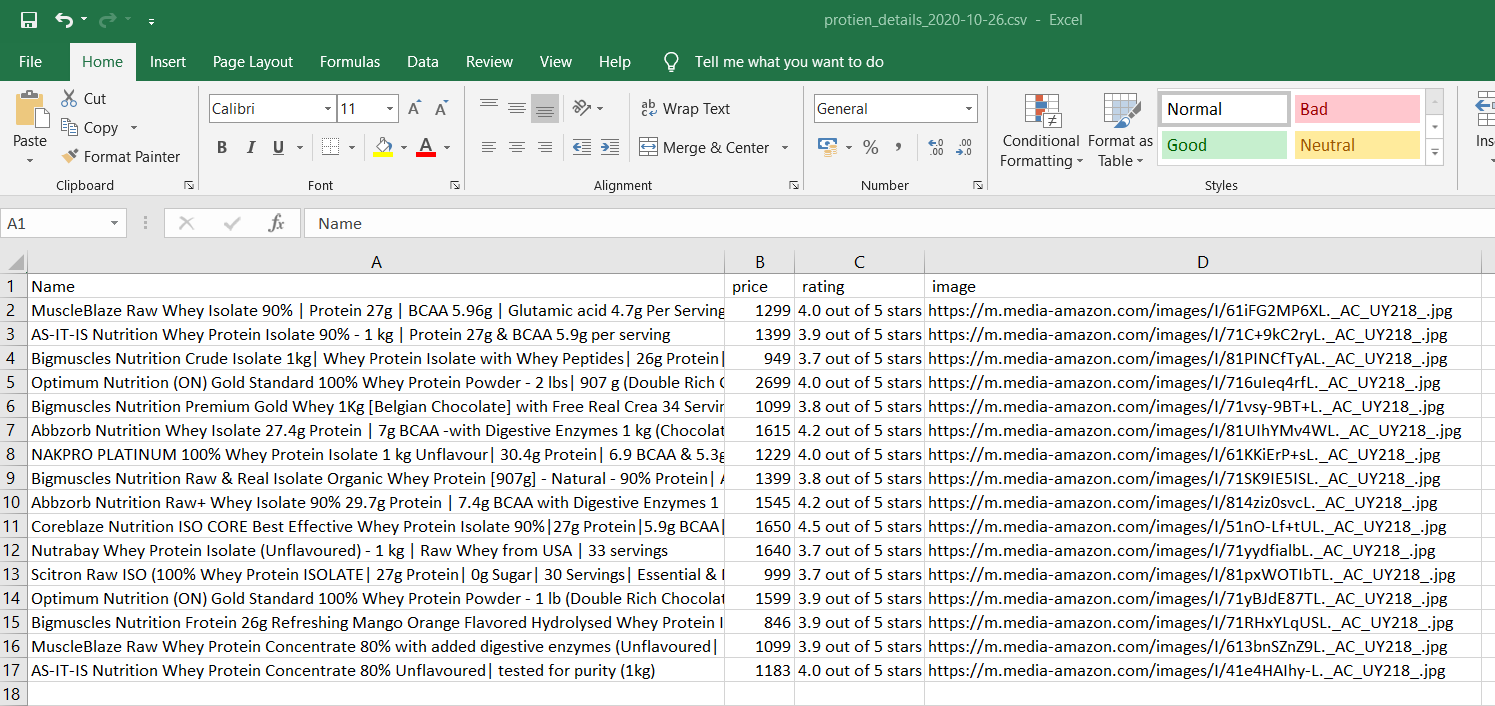 protien_details_2020-10-26.csv - Excel
File Home Insert Page Layout Formulas Data Review View Help Tell me what you want to do
Paste Cut Copy Format Painter
Calibri 11
B I U
ab Wrap Text
Merge & Center
General
% , .00
Conditional Formatting
Format as Table
Normal Bad
Good Neutral
Ins
Clipboard Font Alignment Number Styles
A1 fx Name
A B C D
1 Name price rating image
2 MuscleBlaze Raw Whey Isolate 90% | Protein 27g | BCAA 5.96g | Glutamic acid 4.7g Per Serving 1299 4.0 out of 5 stars https://m.media-amazon.com/images/I/61iFG2MP6XL._AC_UY218_.jpg
3 AS-IT-IS Nutrition Whey Protein Isolate 90% - 1 kg | Protein 27g & BCAA 5.9g per serving 1399 3.9 out of 5 stars https://m.media-amazon.com/images/I/71C+9kC2ryL._AC_UY218_.jpg
4 Bigmuscles Nutrition Crude Isolate 1kg| Whey Protein Isolate with Whey Peptides| 26g Protein| 949 3.7 out of 5 stars https://m.media-amazon.com/images/I/81PINCfTyAL._AC_UY218_.jpg
5 Optimum Nutrition (ON) Gold Standard 100% Whey Protein Powder - 2 lbs| 907 g (Double Rich C 2699 4.0 out of 5 stars https://m.media-amazon.com/images/I/716uIeq4rfL._AC_UY218_.jpg
6 Bigmuscles Nutrition Premium Gold Whey 1Kg [Belgian Chocolate] with Free Real Crea 34 Servin 1099 3.8 out of 5 stars https://m.media-amazon.com/images/I/71vsy-9BT+L._AC_UY218_.jpg
7 Abbzorb Nutrition Whey Isolate 27.4g Protein | 7g BCAA -with Digestive Enzymes 1 kg (Chocolat 1615 4.2 out of 5 stars https://m.media-amazon.com/images/I/81UIhYMv4WL._AC_UY218_.jpg
8 NAKPRO PLATINUM 100% Whey Protein Isolate 1 kg Unflavour| 30.4g Protein| 6.9 BCAA & 5.3g 1229 4.0 out of 5 stars https://m.media-amazon.com/images/I/61KKiErP+sL._AC_UY218_.jpg
9 Bigmuscles Nutrition Raw & Real Isolate Organic Whey Protein [907g] - Natural - 90% Protein| A 1399 3.8 out of 5 stars https://m.media-amazon.com/images/I/71SK9IE5ISL._AC_UY218_.jpg
10 Abbzorb Nutrition Raw+ Whey Isolate 90% 29.7g Protein | 7.4g BCAA with Digestive Enzymes 1 1545 4.2 out of 5 stars https://m.media-amazon.com/images/I/814ziz0svcL._AC_UY218_.jpg
11 Coreblaze Nutrition ISO CORE Best Effective Whey Protein Isolate 90%|27g Protein|5.9g BCAA| 1650 4.5 out of 5 stars https://m.media-amazon.com/images/I/51nO-Lf+tUL._AC_UY218_.jpg
12 Nutrabay Whey Protein Isolate (Unflavoured) - 1 kg | Raw Whey from USA | 33 servings 1640 3.7 out of 5 stars https://m.media-amazon.com/images/I/71yydfialbL._AC_UY218_.jpg
13 Scitron Raw ISO (100% Whey Protein ISOLATE| 27g Protein| 0g Sugar| 30 Servings| Essential & 999 3.7 out of 5 stars https://m.media-amazon.com/images/I/81pxWOTIbTL._AC_UY218_.jpg
14 Optimum Nutrition (ON) Gold Standard 100% Whey Protein Powder - 1 lb (Double Rich Chocolat 1599 3.9 out of 5 stars https://m.media-amazon.com/images/I/71yBJdE87TL._AC_UY218_.jpg
15 Bigmuscles Nutrition Frotein 26g Refreshing Mango Orange Flavored Hydrolysed Whey Protein I 846 3.9 out of 5 stars https://m.media-amazon.com/images/I/71RHxYLqUSL._AC_UY218_.jpg
16 MuscleBlaze Raw Whey Protein Concentrate 80% with added digestive enzymes (Unflavoured| 1099 3.9 out of 5 stars https://m.media-amazon.com/images/I/613bnSZnZ9L._AC_UY218_.jpg
17 AS-IT-IS Nutrition Whey Protein Concentrate 80% Unflavoured| tested for purity (1kg) 1183 4.0 out of 5 stars https://m.media-amazon.com/images/I/41e4HAIhy-L._AC_UY218_.jpg
18